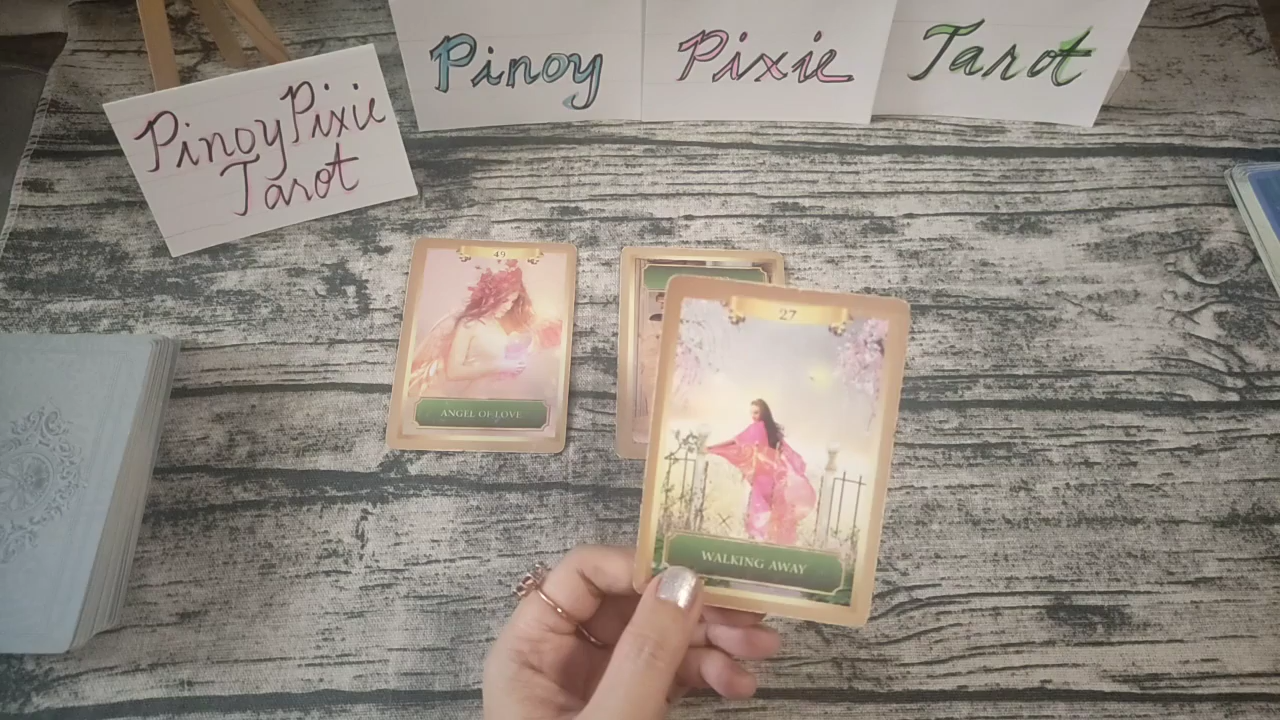 Pinoy Pixie Tarot
PinoyPixie
Tarot
49
ANGEL OF LOVE
27
WALKING AWAY